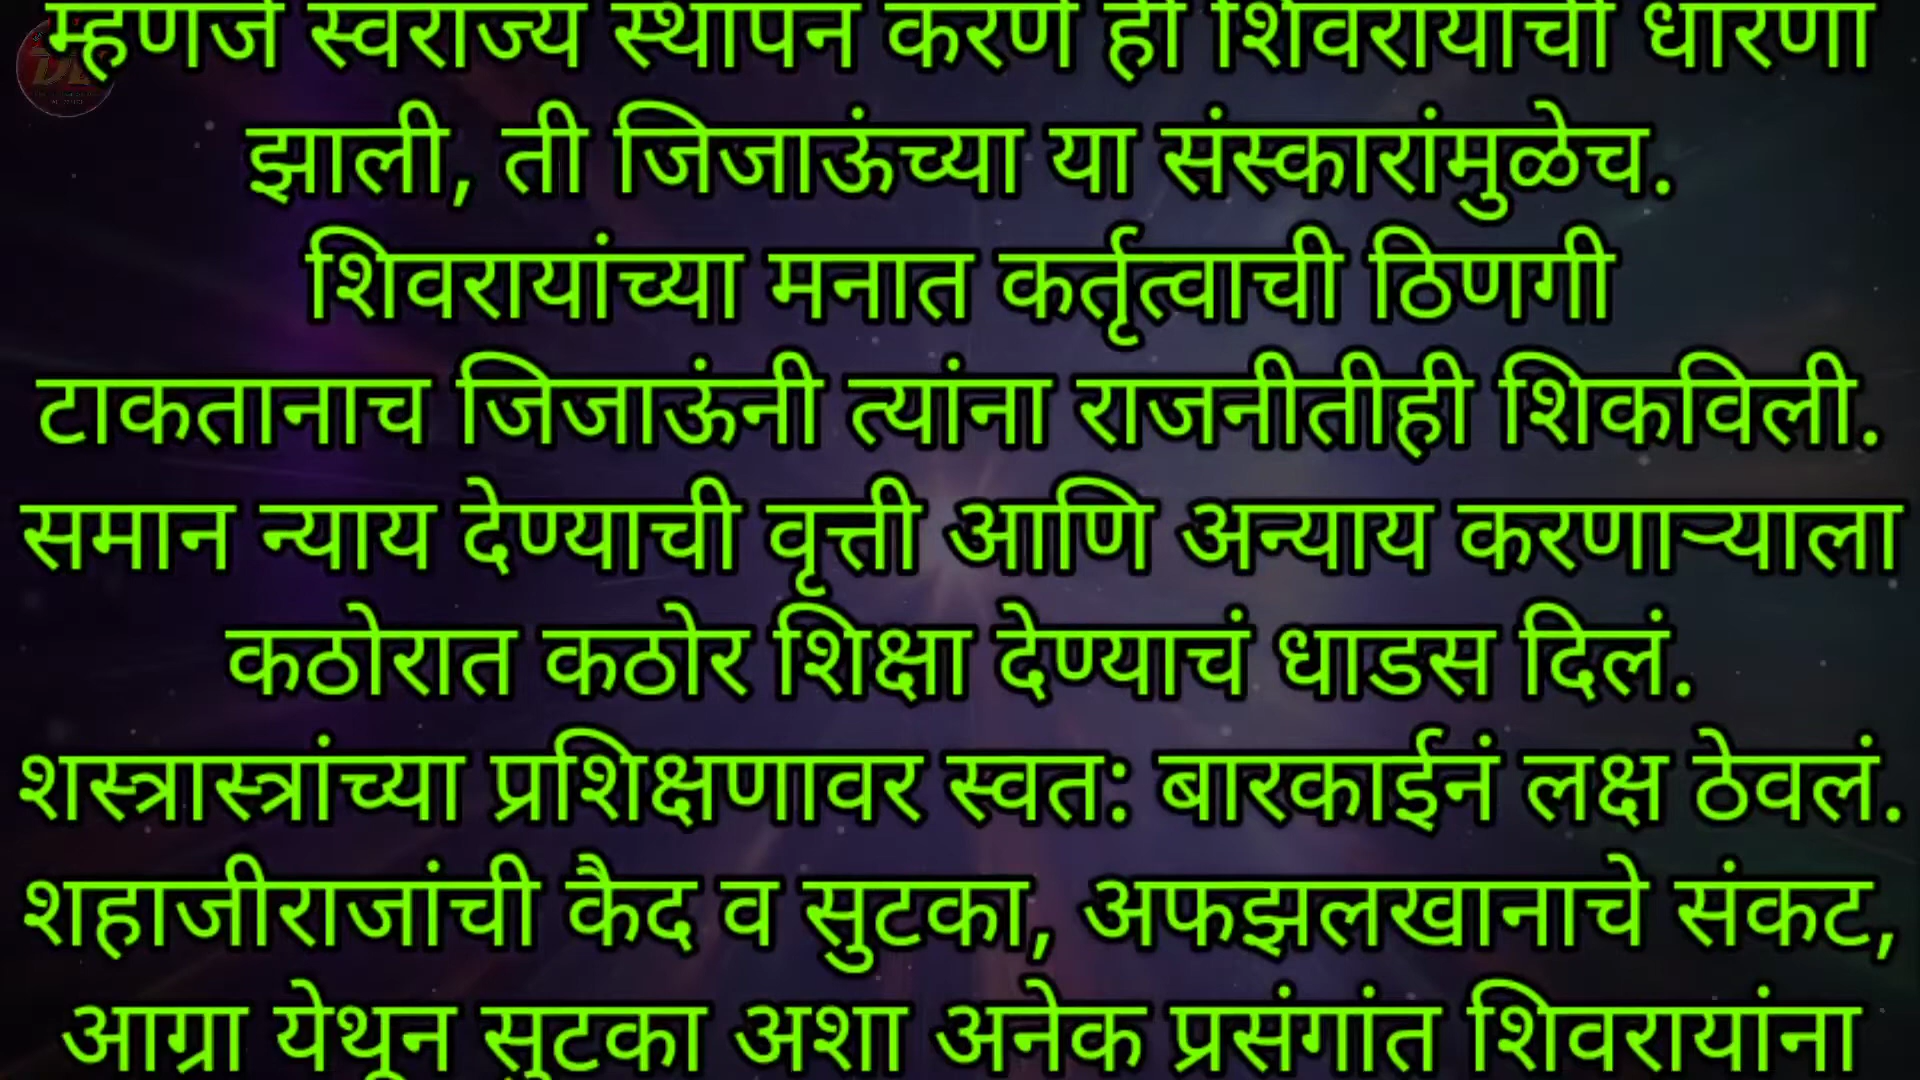 म्हणजे स्वराज्य स्थापन करणे ही शिवरायांची धारणा
झाली, ती जिजाऊंच्या या संस्कारांमुळेच.
शिवरायांच्या मनात कर्तृत्वाची ठिणगी
टाकतानाच जिजाऊंनी त्यांना राजनीतीही शिकविली.
समान न्याय देण्याची वृत्ती आणि अन्याय करणाऱ्याला
कठोरात कठोर शिक्षा देण्याचं धाडस दिलं.
शस्त्रास्त्रांच्या प्रशिक्षणावर स्वत: बारकाईनं लक्ष ठेवलं.
शहाजीराजांची कैद व सुटका, अफझलखानाचे संकट,
आग्रा येथून सुटका अशा अनेक प्रसंगांत शिवरायांना